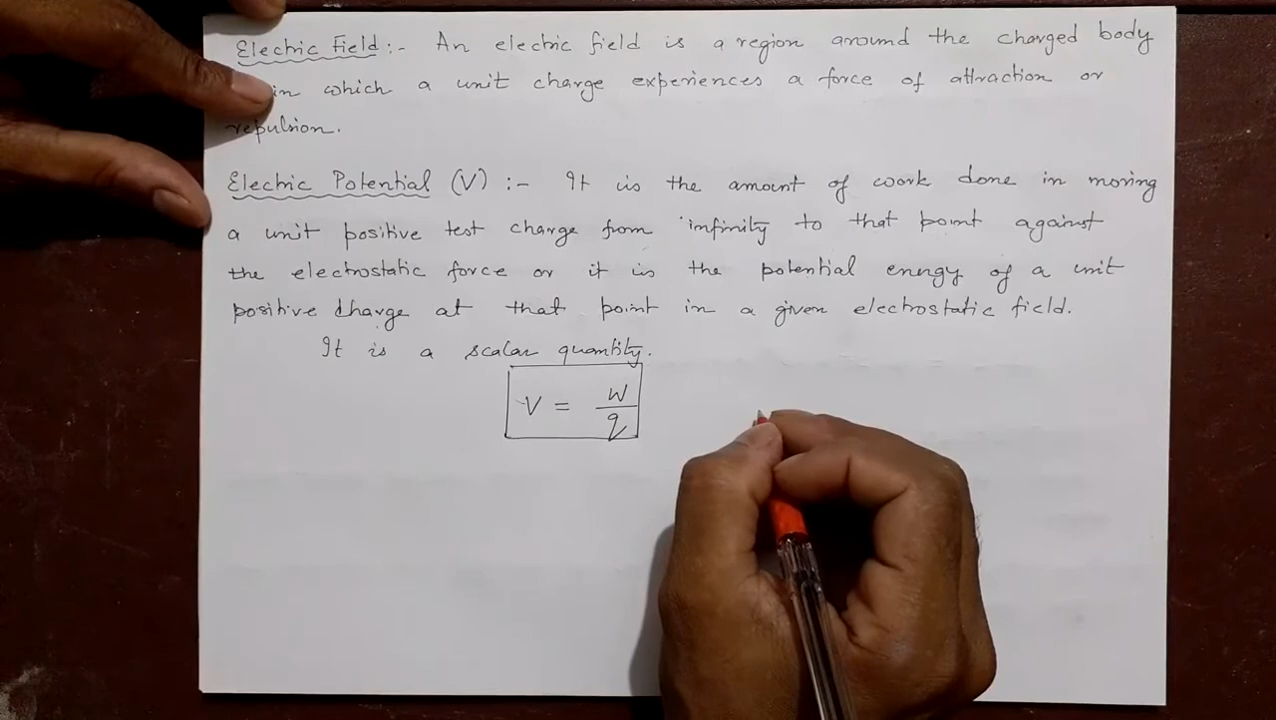 Electric Field :- An electric field is a region around the charged body
in which a unit charge experiences a force of attraction or
repulsion.
Electric Potential (V) :- It is the amount of work done in moving
a unit positive test charge from infinity to that point against
the electrostatic force or it is the potential energy of a unit
positive charge at that point in a given electrostatic field.
It is a scalar quantity.
V = W/q